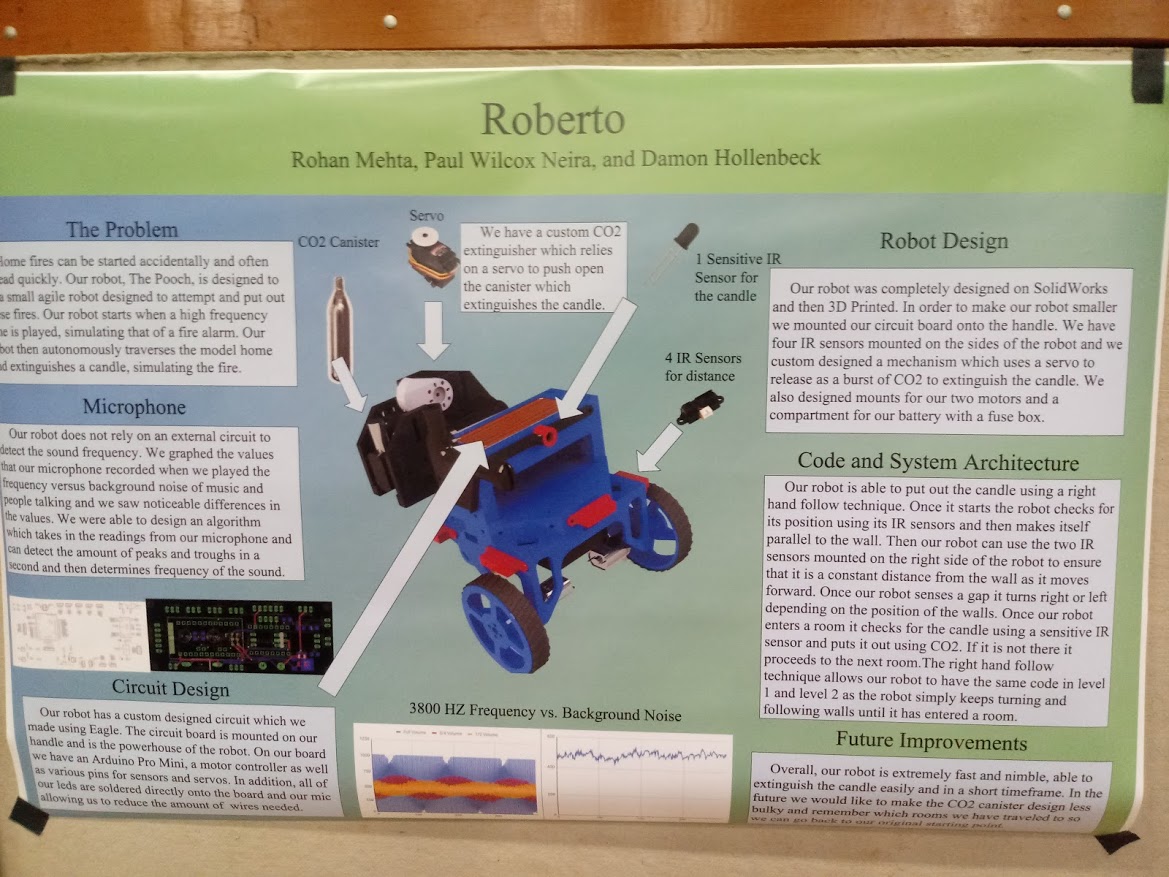 Roberto
Rohan Mehta, Paul Wilcox Neira, and Damon Hollenbeck
The Problem
ome fires can be started accidentally and often
ead quickly. Our robot, The Pooch, is designed to
a small agile robot designed to attempt and put out
se fires. Our robot starts when a high frequency
e is played, simulating that of a fire alarm. Our
bot then autonomously traverses the model home
d extinguishes a candle, simulating the fire.
Microphone
Our robot does not rely on an external circuit to
detect the sound frequency. We graphed the values
that our microphone recorded when we played the
frequency versus background noise of music and
people talking and we saw noticeable differences in
the values. We were able to design an algorithm
which takes in the readings from our microphone and
can detect the amount of peaks and troughs in a
second and then determines frequency of the sound.
Circuit Design
Our robot has a custom designed circuit which we
made using Eagle. The circuit board is mounted on our
handle and is the powerhouse of the robot. On our board
we have an Arduino Pro Mini, a motor controller as well
as various pins for sensors and servos. In addition, all of
our leds are soldered directly onto the board and our mic
allowing us to reduce the amount of wires needed.
CO2 Canister
Servo
We have a custom CO2
extinguisher which relies
on a servo to push open
the canister which
extinguishes the candle.
1 Sensitive IR
Sensor for
the candle
4 IR Sensors
for distance
3800 HZ Frequency vs. Background Noise
Robot Design
Our robot was completely designed on SolidWorks
and then 3D Printed. In order to make our robot smaller
we mounted our circuit board onto the handle. We have
four IR sensors mounted on the sides of the robot and we
custom designed a mechanism which uses a servo to
release as a burst of CO2 to extinguish the candle. We
also designed mounts for our two motors and a
compartment for our battery with a fuse box.
Code and System Architecture
Our robot is able to put out the candle using a right
hand follow technique. Once it starts the robot checks for
its position using its IR sensors and then makes itself
parallel to the wall. Then our robot can use the two IR
sensors mounted on the right side of the robot to ensure
that it is a constant distance from the wall as it moves
forward. Once our robot senses a gap it turns right or left
depending on the position of the walls. Once our robot
enters a room it checks for the candle using a sensitive IR
sensor and puts it out using CO2. If it is not there it
proceeds to the next room.The right hand follow
technique allows our robot to have the same code in level
1 and level 2 as the robot simply keeps turning and
following walls until it has entered a room.
Future Improvements
Overall, our robot is extremely fast and nimble, able to
extinguish the candle easily and in a short timeframe. In the
future we would like to make the CO2 canister design less
bulky and remember which rooms we have traveled to so
we can go back to our original starting point.